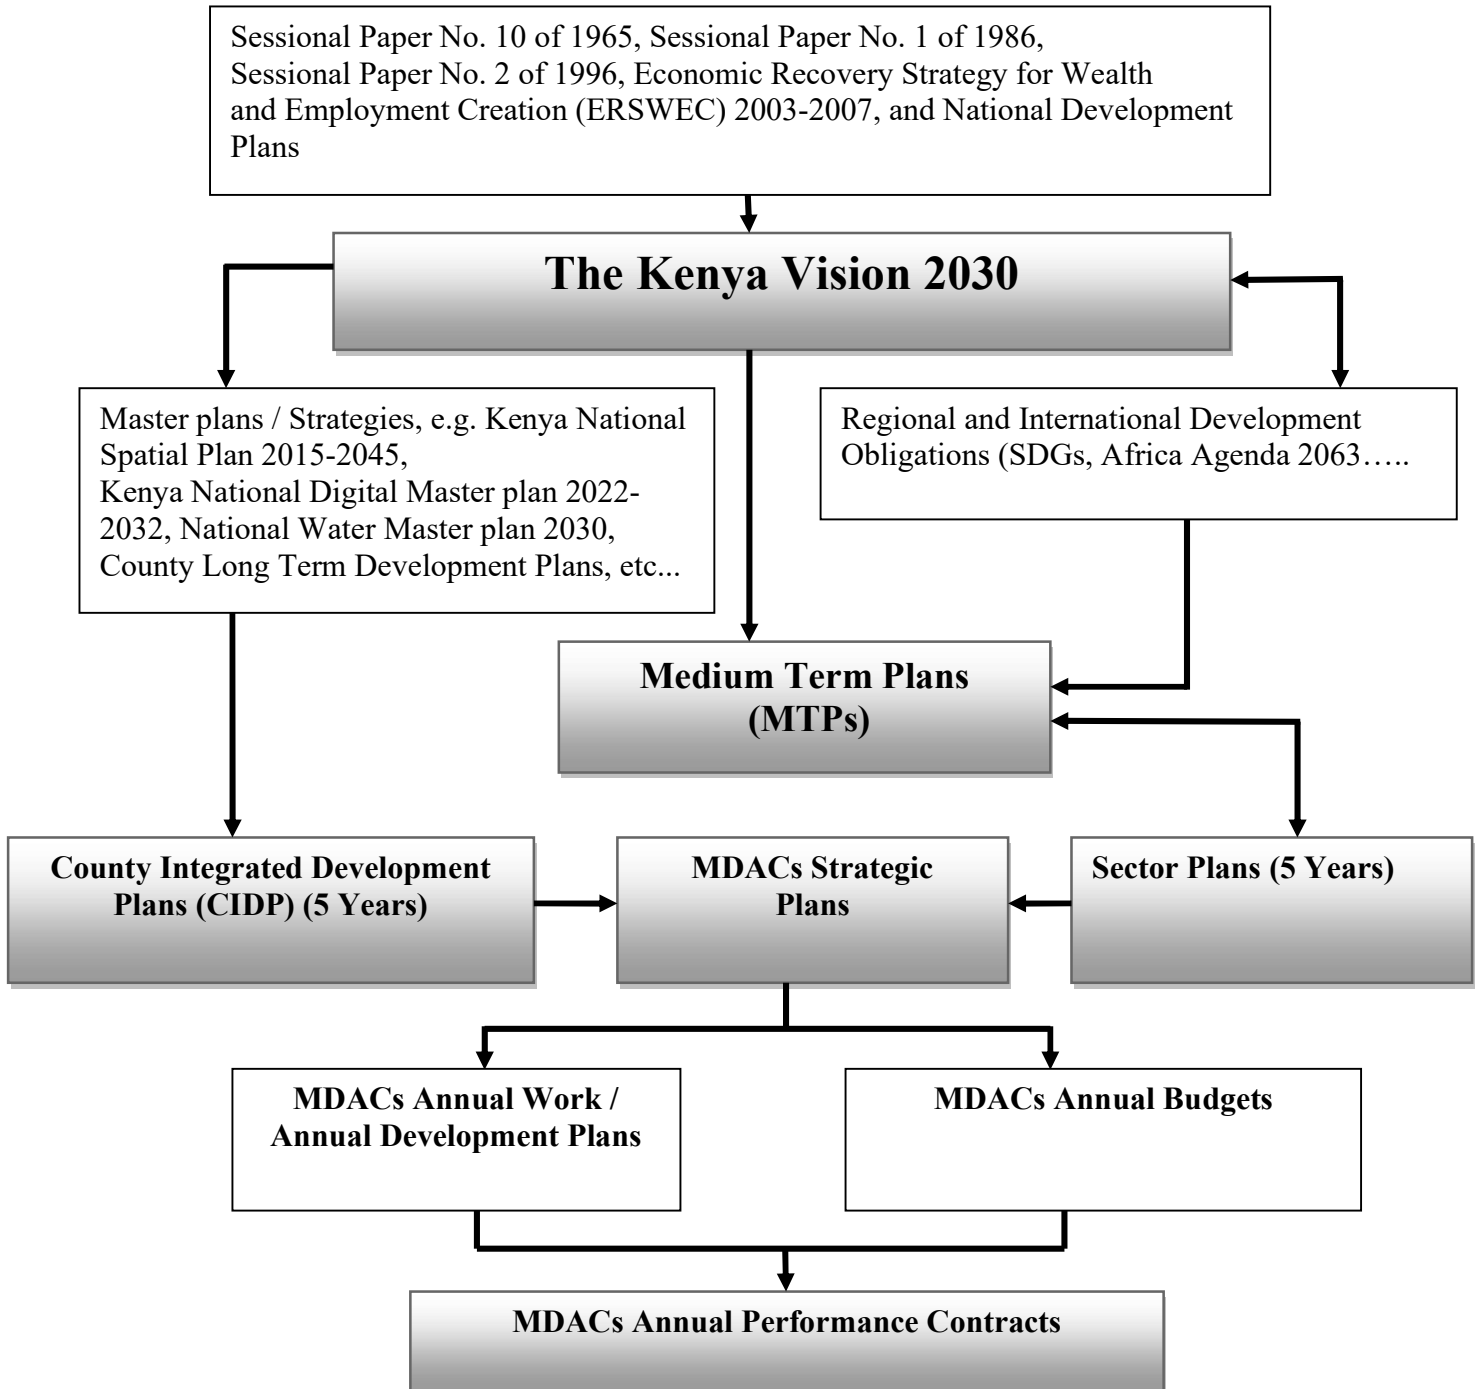 Sessional Paper No. 10 of 1965, Sessional Paper No. 1 of 1986,
Sessional Paper No. 2 of 1996, Economic Recovery Strategy for Wealth
and Employment Creation (ERSWEC) 2003-2007, and National Development
Plans
The Kenya Vision 2030
Master plans / Strategies, e.g. Kenya National
Spatial Plan 2015-2045,
Kenya National Digital Master plan 2022-
2032, National Water Master plan 2030,
County Long Term Development Plans, etc...
Regional and International Development
Obligations (SDGs, Africa Agenda 2063…..
Medium Term Plans
(MTPs)
County Integrated Development
Plans (CIDP) (5 Years)
MDACs Strategic
Plans
Sector Plans (5 Years)
MDACs Annual Work /
Annual Development Plans
MDACs Annual Budgets
MDACs Annual Performance Contracts